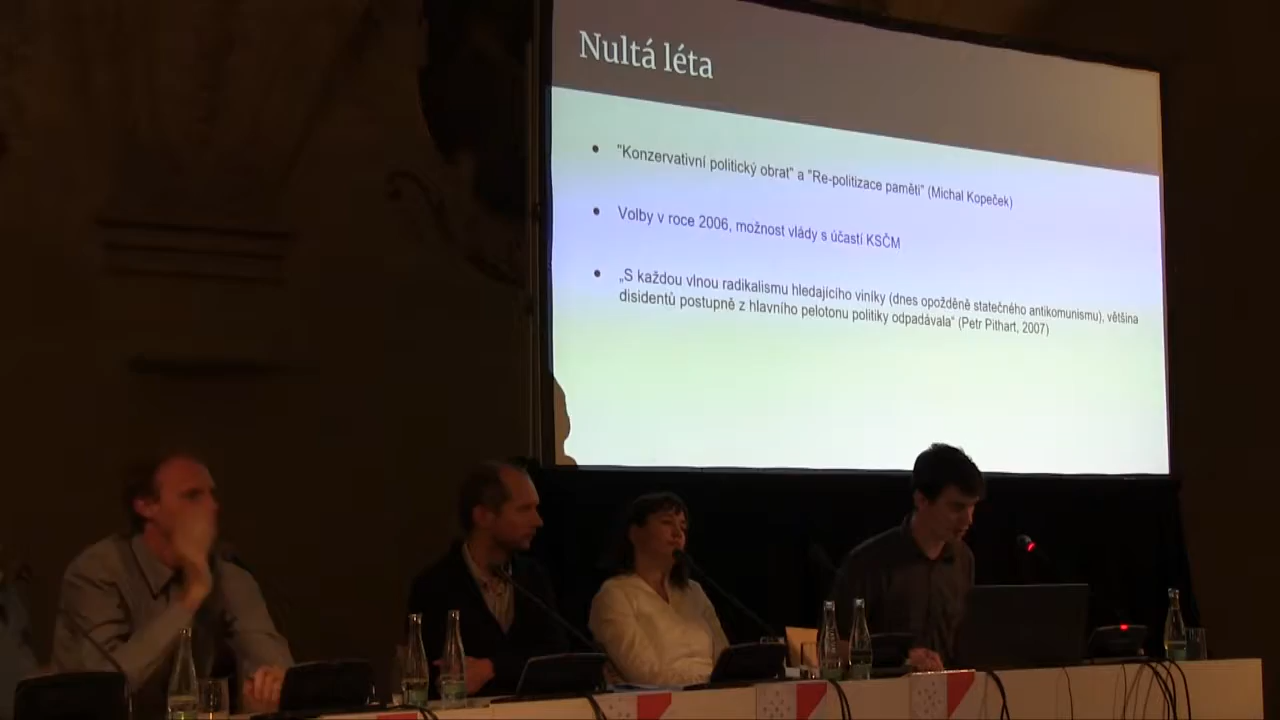 Nultá léta
• "Konzervativní politický obrat" a "Re-politizace paměti" (Michal Kopeček)
• Volby v roce 2006, možnost vlády s účastí KSČM
• „S každou vlnou radikalismu hledajícího viníky (dnes opožděně statečného antikomunismu), většina
disidentů postupně z hlavního pelotonu politiky odpadávala“ (Petr Pithart, 2007)